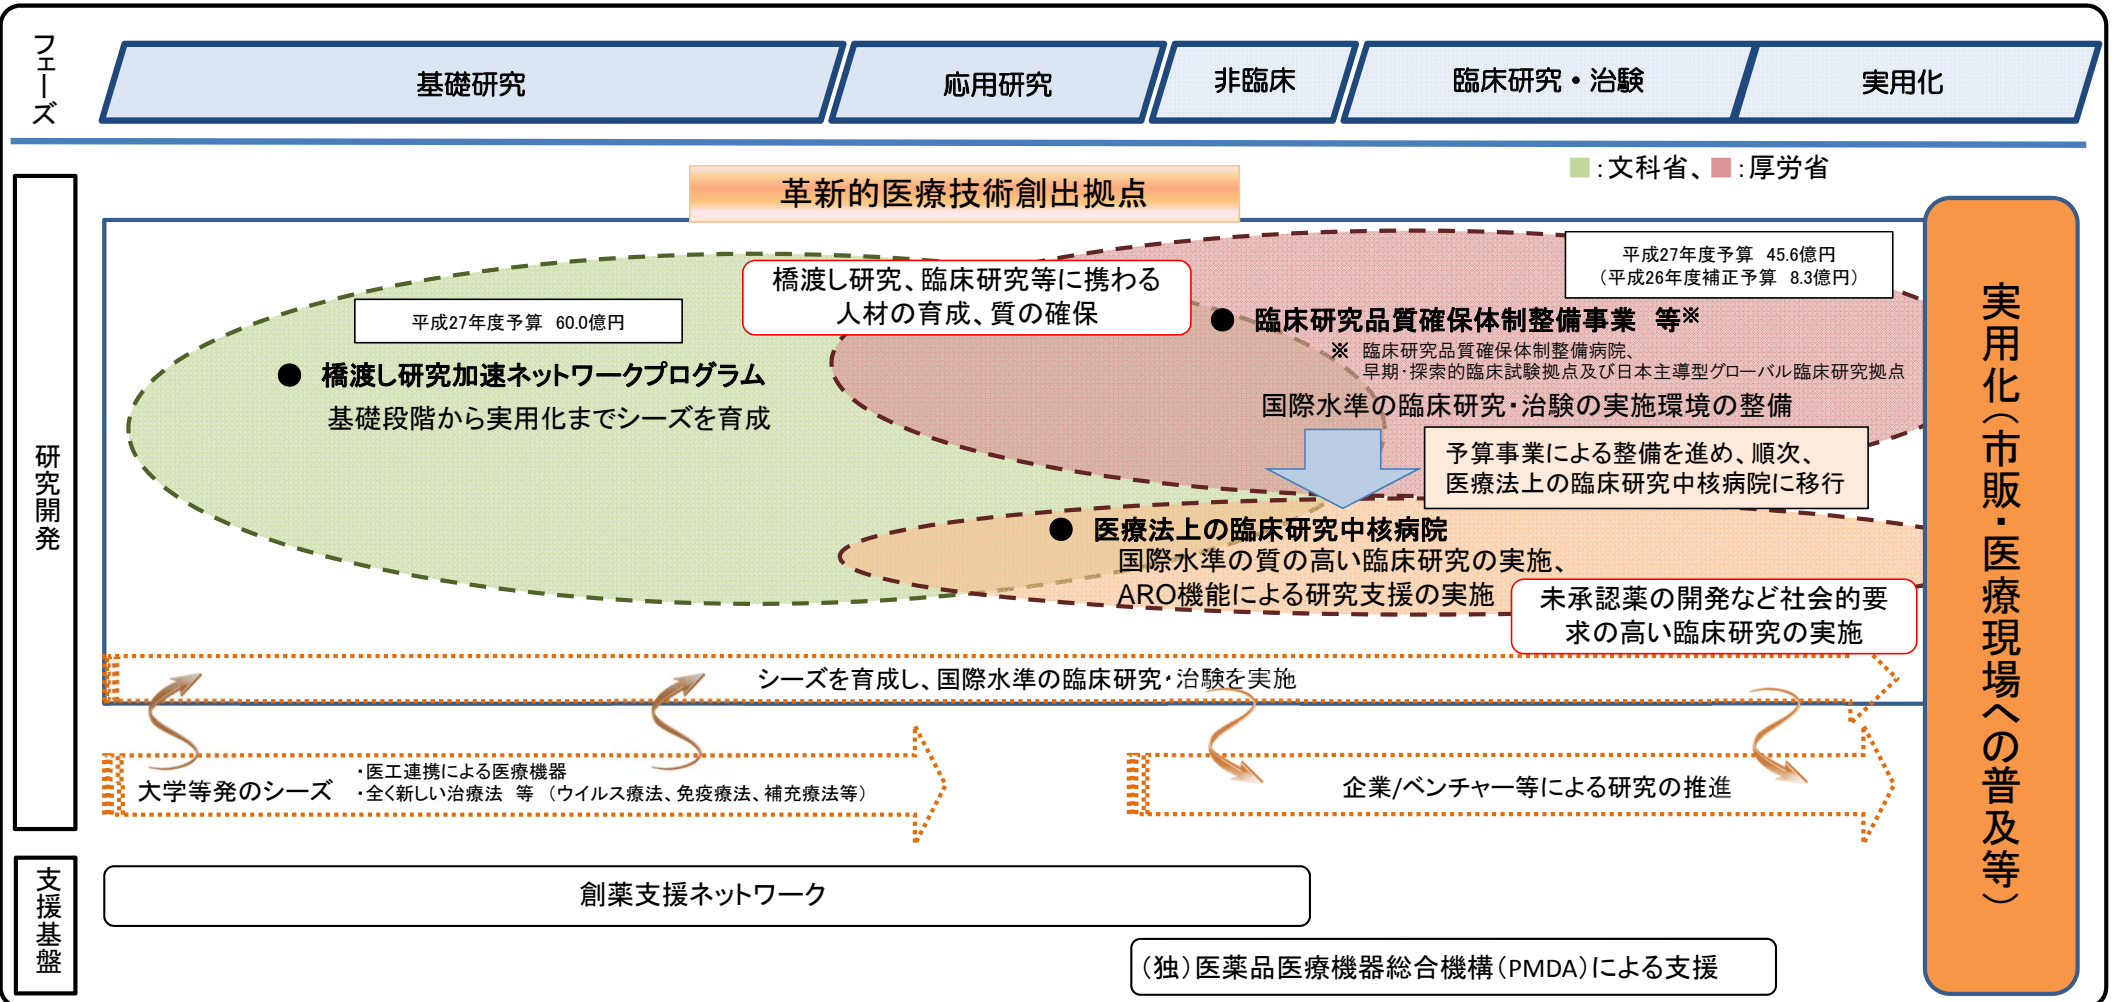 フェーズ
基礎研究
応用研究
非臨床
臨床研究・治験
実用化
：文科省、：厚労省
研究開発
革新的医療技術創出拠点
平成27年度予算　60.0億円
● 橋渡し研究加速ネットワークプログラム
基礎段階から実用化までシーズを育成
橋渡し研究、臨床研究等に携わる
人材の育成、質の確保
平成27年度予算　45.6億円
（平成26年度補正予算　8.3億円）
● 臨床研究品質確保体制整備事業　等※
※ 臨床研究品質確保体制整備病院、
早期・探索的臨床試験拠点及び日本主導型グローバル臨床研究拠点
国際水準の臨床研究・治験の実施環境の整備
予算事業による整備を進め、順次、
医療法上の臨床研究中核病院に移行
● 医療法上の臨床研究中核病院
国際水準の質の高い臨床研究の実施、
ARO機能による研究支援の実施
未承認薬の開発など社会的要
求の高い臨床研究の実施
シーズを育成し、国際水準の臨床研究・治験を実施
大学等発のシーズ
・医工連携による医療機器
・全く新しい治療法　等　（ウイルス療法、免疫療法、補充療法等）
企業/ベンチャー等による研究の推進
実用化（市販・医療現場への普及等）
支援基盤
創薬支援ネットワーク
（独）医薬品医療機器総合機構（PMDA）による支援